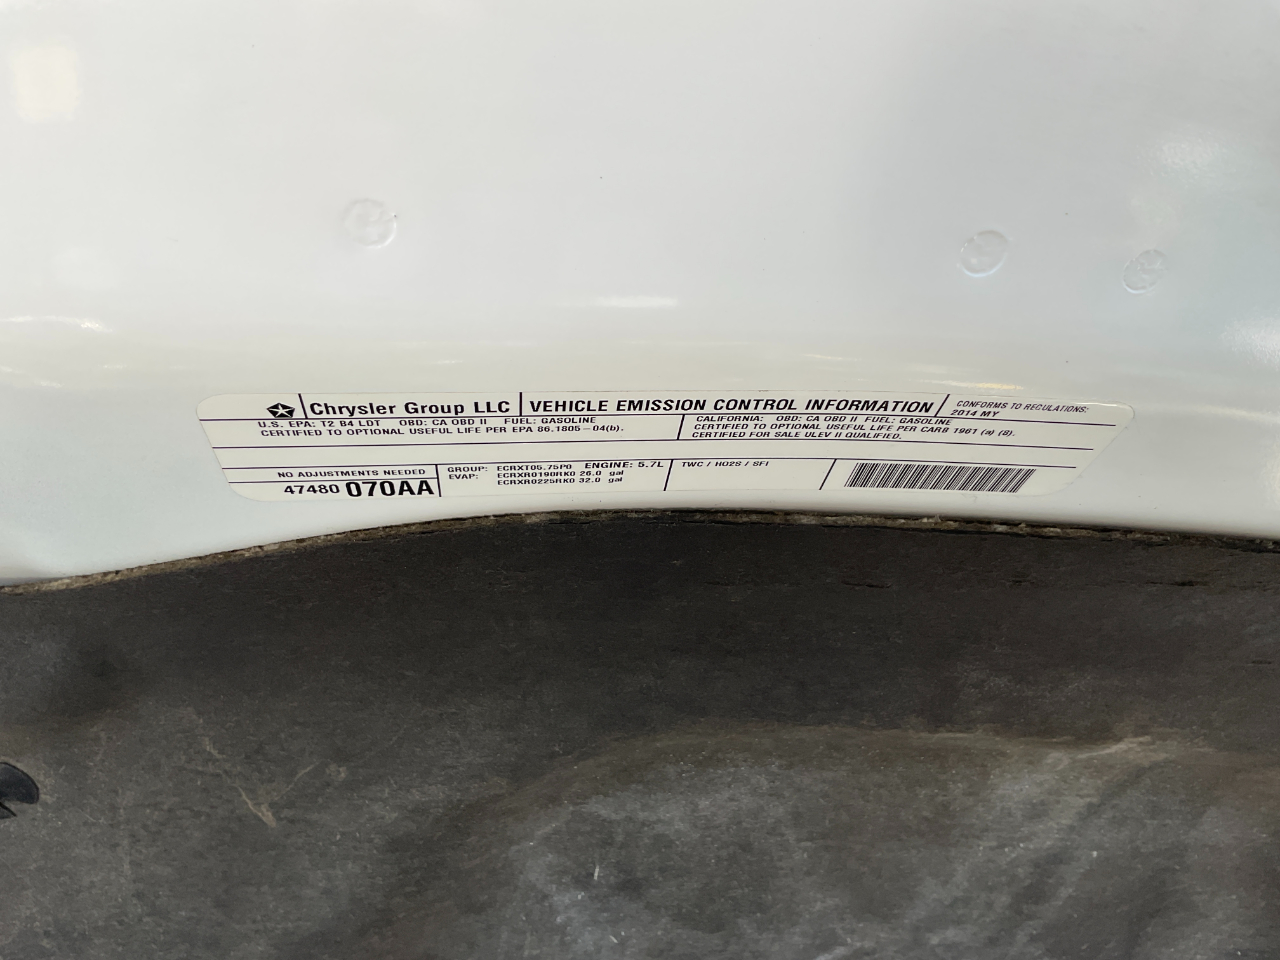 Chrysler Group LLC
VEHICLE EMISSION CONTROL INFORMATION
CONFORMS TO REGULATIONS:
2014 MY
U.S. EPA: T2 B4 LDT OBD: CA OBD II FUEL: GASOLINE
CERTIFIED TO OPTIONAL USEFUL LIFE PER EPA 86.1805-04(b).
CALIFORNIA: OBD: CA OBD II FUEL: GASOLINE
CERTIFIED TO OPTIONAL USEFUL LIFE PER CARB 1961 (a) (8).
CERTIFIED FOR SALE ULEV II QUALIFIED.
NO ADJUSTMENTS NEEDED
47480 070AA
GROUP: ECRXT05.75P0 ENGINE: 5.7L
EVAP: ECRXR0190RK0 26.0 gal
ECRXR0225RK0 32.0 gal
TWC / HO2S / SFI